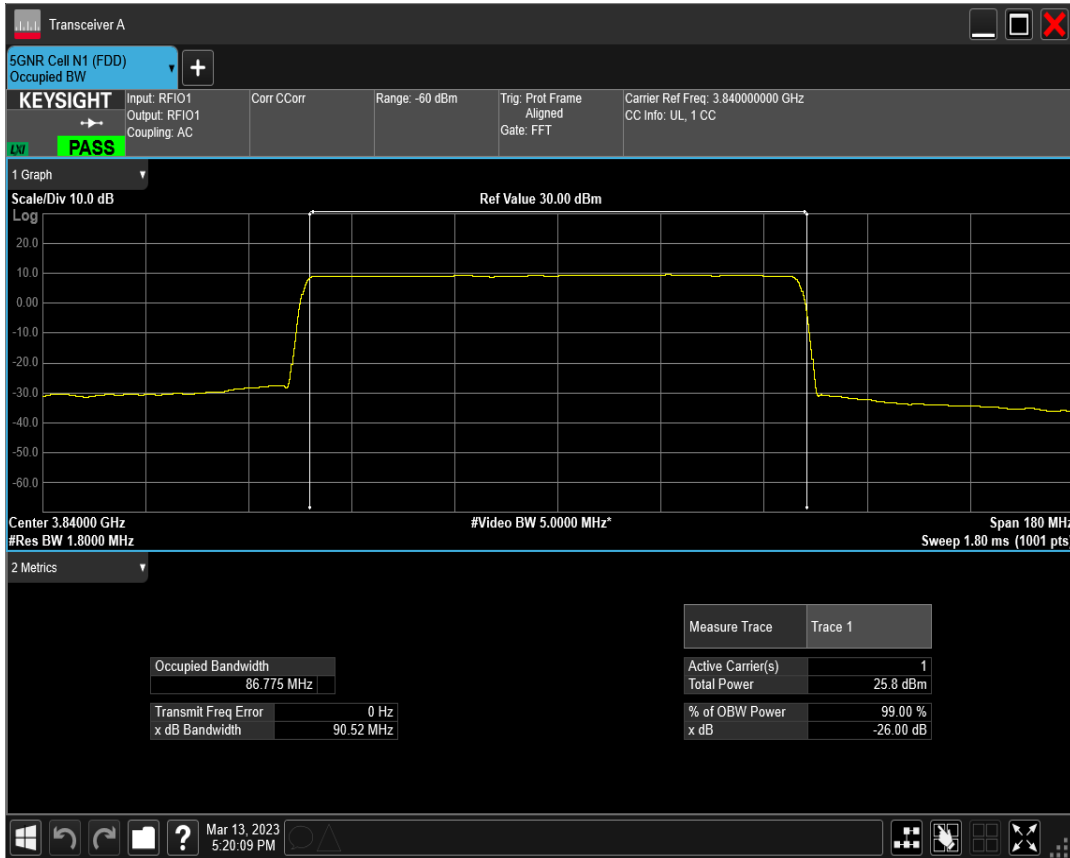 Transceiver A
5GNR Cell N1 (FDD)
Occupied BW
+
KEYSIGHT
LXI
PASS
Input: RFIO1
Output: RFIO1
Coupling: AC
Corr CCorr
Range: -60 dBm
Trig: Prot Frame
Aligned
Gate: FFT
Carrier Ref Freq: 3.840000000 GHz
CC Info: UL, 1 CC
1 Graph
Scale/Div 10.0 dB
Ref Value 30.00 dBm
Log
20.0
10.0
0.00
-10.0
-20.0
-30.0
-40.0
-50.0
-60.0
Center 3.84000 GHz
#Video BW 5.0000 MHz*
Span 180 MHz
#Res BW 1.8000 MHz
Sweep 1.80 ms (1001 pts)
2 Metrics
Measure Trace Trace 1
Occupied Bandwidth
86.775 MHz
Active Carrier(s) 1
Total Power 25.8 dBm
Transmit Freq Error 0 Hz
x dB Bandwidth 90.52 MHz
% of OBW Power 99.00 %
x dB -26.00 dB
?
Mar 13, 2023
5:20:09 PM